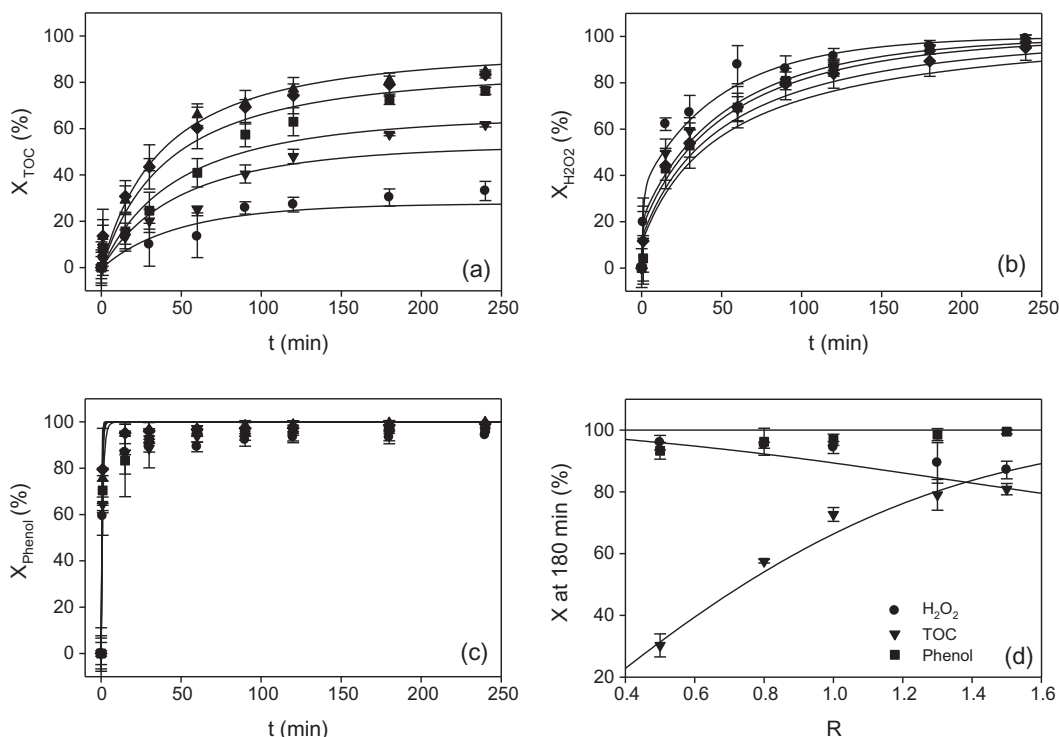 100
80
60
40
20
0
X_TOC (%)
(a)
0 50 100 150 200 250
t (min)
100
80
60
40
20
0
X_H2O2 (%)
(b)
0 50 100 150 200 250
t (min)
100
80
60
40
20
0
X_Phenol (%)
(c)
0 50 100 150 200 250
t (min)
100
80
60
40
20
X at 180 min (%)
H₂O₂
TOC
Phenol
(d)
0.4 0.6 0.8 1.0 1.2 1.4 1.6
R